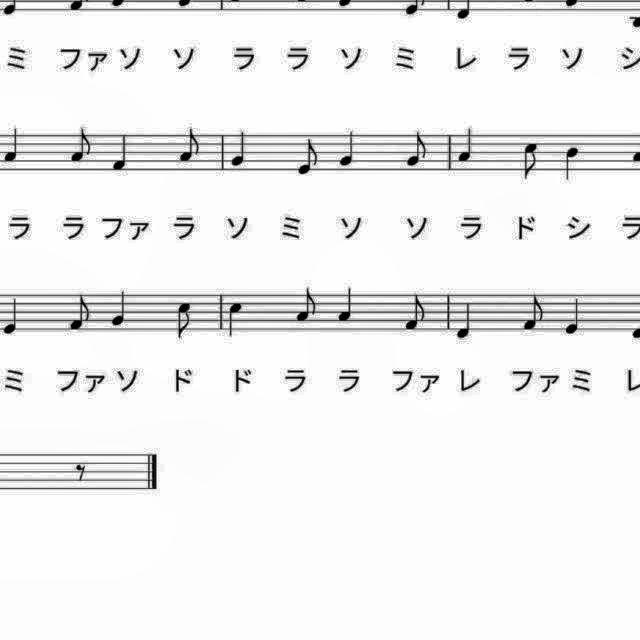 ミ ファ ソ ソ ラ ラ ソ ミ レ ラ ソ シ
ラ ラ ファ ラ ソ ミ ソ ソ ラ ド シ ラ
ミ ファ ソ ド ド ラ ラ ファ レ ファ ミ レ